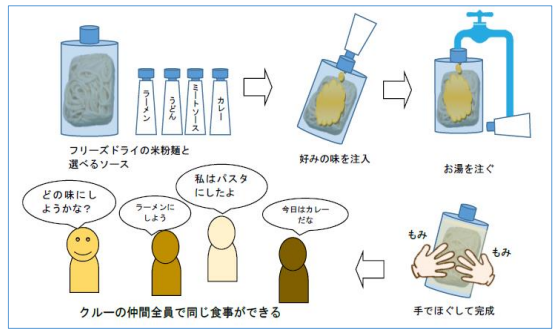 ラーメン
うどん
ミートソース
カレー
フリーズドライの米粉麺と
選べるソース
好みの味を注入
お湯を注ぐ
どの味にし
ようかな？
ラーメンに
しよう
私はパスタ
にしたよ
今日はカレー
だな
もみ
もみ
手でほぐして完成
クルーの仲間全員で同じ食事ができる